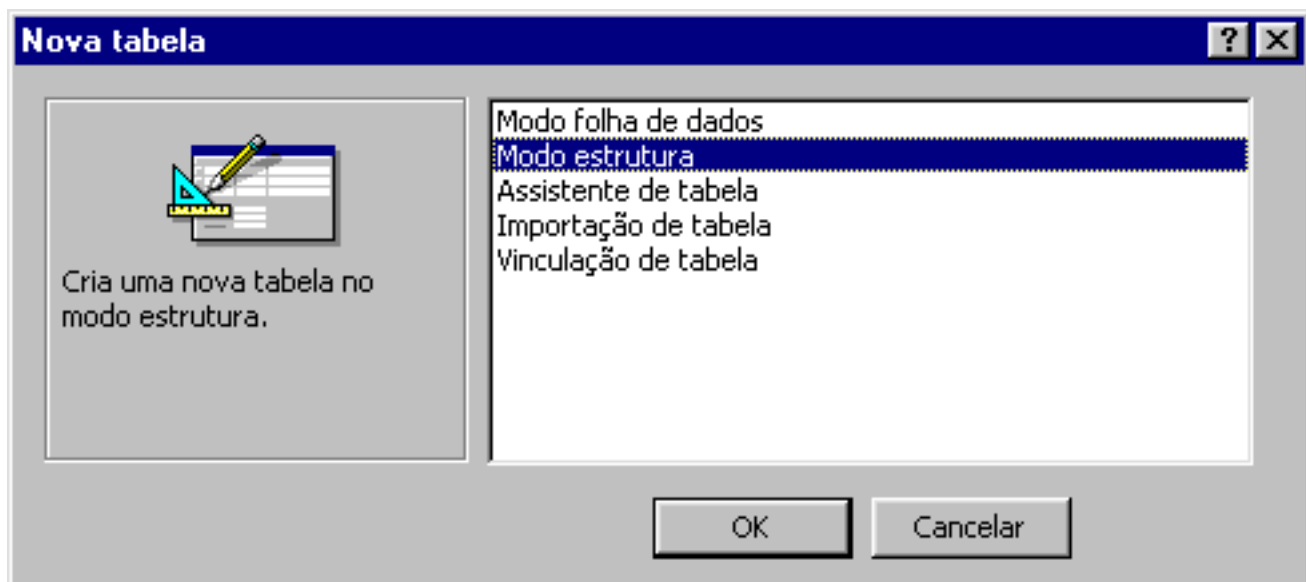 Nova tabela
Cria uma nova tabela no
modo estrutura.
Modo folha de dados
Modo estrutura
Assistente de tabela
Importação de tabela
Vinculação de tabela
OK
Cancelar